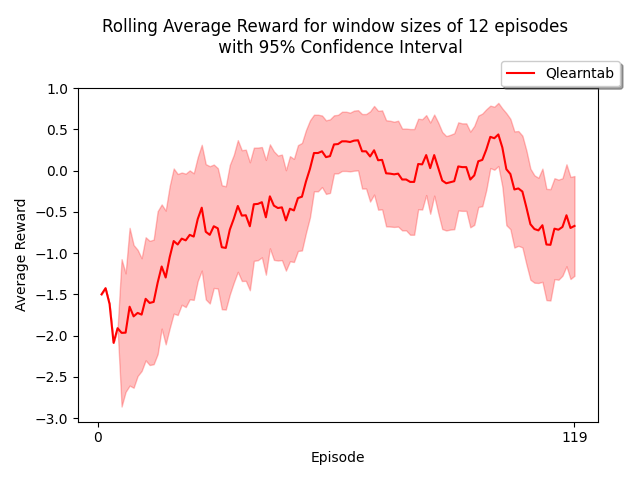 Rolling Average Reward for window sizes of 12 episodes
with 95% Confidence Interval
Qlearntab
1.0
0.5
0.0
−0.5
−1.0
−1.5
−2.0
−2.5
−3.0
Average Reward
0
119
Episode